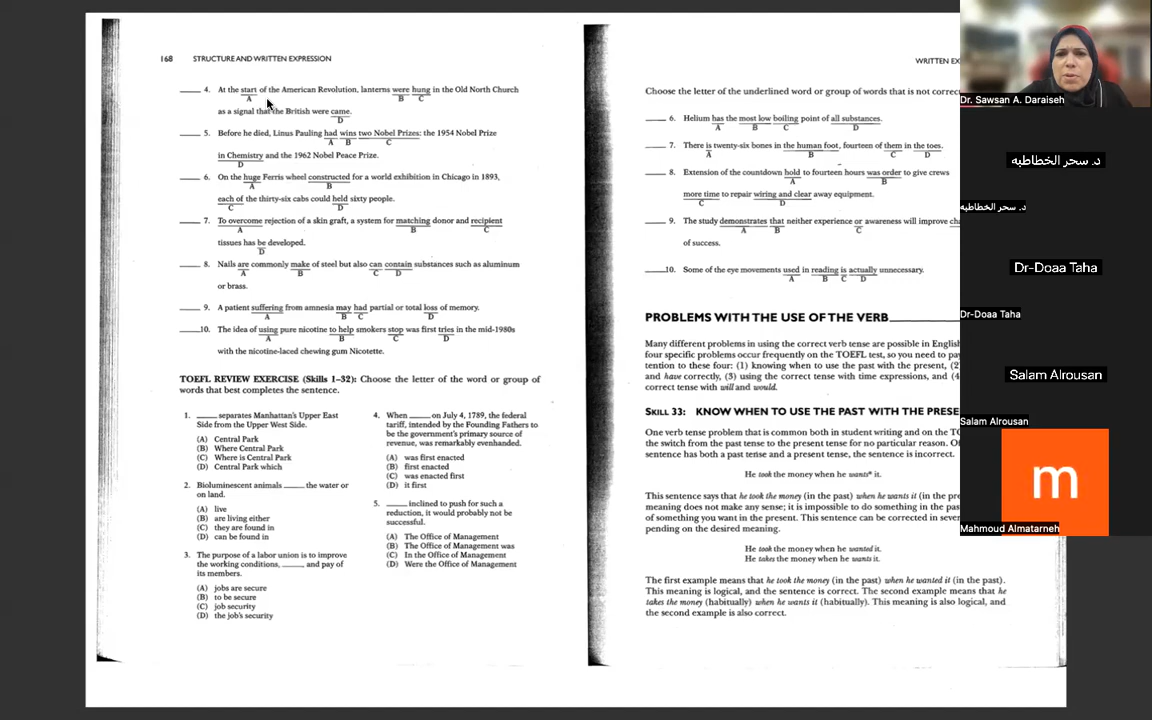 168 STRUCTURE AND WRITTEN EXPRESSION
____ 4. At the start of the American Revolution, lanterns were hung in the Old North Church
A B C
as a signal that the British were came.
D
____ 5. Before he died, Linus Pauling had wins two Nobel Prizes: the 1954 Nobel Prize
A B C
in Chemistry and the 1962 Nobel Peace Prize.
D
____ 6. On the huge Ferris wheel constructed for a world exhibition in Chicago in 1893,
A B
each of the thirty-six cabs could held sixty people.
C D
____ 7. To overcome rejection of a skin graft, a system for matching donor and recipient
A B C
tissues has be developed.
D
____ 8. Nails are commonly make of steel but also can contain substances such as aluminum
A B C D
or brass.
____ 9. A patient suffering from amnesia may had partial or total loss of memory.
A B C D
____10. The idea of using pure nicotine to help smokers stop was first tries in the mid-1980s
A B C D
with the nicotine-laced chewing gum Nicotette.
TOEFL REVIEW EXERCISE (Skills 1–32): Choose the letter of the word or group of
words that best completes the sentence.
1. ____ separates Manhattan's Upper East
Side from the Upper West Side.
(A) Central Park
(B) Where Central Park
(C) Where is Central Park
(D) Central Park which
2. Bioluminescent animals ____ the water or
on land.
(A) live
(B) are living either
(C) they are found in
(D) can be found in
3. The purpose of a labor union is to improve
the working conditions, ____ and pay of
its members.
(A) jobs are secure
(B) to be secure
(C) job security
(D) the job's security
4. When ____ on July 4, 1789, the federal
tariff, intended by the Founding Fathers to
be the government's primary source of
revenue, was remarkably evenhanded.
(A) was first enacted
(B) first enacted
(C) was enacted first
(D) it first
5. ____ inclined to push for such a
reduction, it would probably not be
successful.
(A) The Office of Management
(B) The Office of Management was
(C) In the Office of Management
(D) Were the Office of Management
WRITTEN EX
Choose the letter of the underlined word or group of words that is not correc
____ 6. Helium has the most low boiling point of all substances.
A B C D
____ 7. There is twenty-six bones in the human foot, fourteen of them in the toes.
A B C D
____ 8. Extension of the countdown hold to fourteen hours was order to give crews
A B
more time to repair wiring and clear away equipment.
C D
____ 9. The study demonstrates that neither experience or awareness will improve cha
A B C
of success.
____10. Some of the eye movements used in reading is actually unnecessary.
A B C D
PROBLEMS WITH THE USE OF THE VERB
Many different problems in using the correct verb tense are possible in English
four specific problems occur frequently on the TOEFL test, so you need to pay
tention to these four: (1) knowing when to use the past with the present, (2
and have correctly, (3) using the correct tense with time expressions, and (4
correct tense with will and would.
SKILL 33: KNOW WHEN TO USE THE PAST WITH THE PRESE
One verb tense problem that is common both in student writing and on the TO
the switch from the past tense to the present tense for no particular reason. O
sentence has both a past tense and a present tense, the sentence is incorrect.
He took the money when he wants* it.
This sentence says that he took the money (in the past) when he wants it (in the pre
meaning does not make any sense; it is impossible to do something in the pas
of something you want in the present. This sentence can be corrected in sever
pending on the desired meaning.
He took the money when he wanted it.
He takes the money when he wants it.
The first example means that he took the money (in the past) when he wanted it (in the past).
This meaning is logical, and the sentence is correct. The second example means that he
takes the money (habitually) when he wants it (habitually). This meaning is also logical, and
the second example is also correct.
Dr. Sawsan A. Daraiseh
د. سحر الخطاطبه
د. سحر الخطاطبه
Dr-Doaa Taha
Dr-Doaa Taha
Salam Alrousan
Salam Alrousan
m
Mahmoud Almatarneh